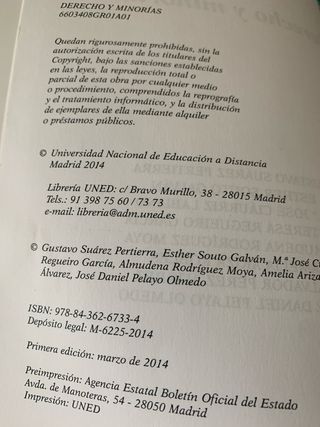 DERECHO Y MINORÍAS
6603408GR01A01
Quedan rigurosamente prohibidas, sin la
autorización escrita de los titulares del
Copyright, bajo las sanciones establecidas
en las leyes, la reproducción total o
parcial de esta obra por cualquier medio
o procedimiento, comprendidos la reprografía
y el tratamiento informático, y la distribución
de ejemplares de ella mediante alquiler
o préstamos públicos.
© Universidad Nacional de Educación a Distancia
Madrid 2014
Librería UNED: c/ Bravo Murillo, 38 - 28015 Madrid
Tels.: 91 398 75 60 / 73 73
e-mail: libreria@adm.uned.es
© Gustavo Suárez Pertierra, Esther Souto Galván, M.ª José C
Regueiro García, Almudena Rodríguez Moya, Amelia Ariza
Álvarez, José Daniel Pelayo Olmedo
ISBN: 978-84-362-6733-4
Depósito legal: M-6225-2014
Primera edición: marzo de 2014
Preimpresión: Agencia Estatal Boletín Oficial del Estado
Avda. de Manoteras, 54 - 28050 Madrid
Impresión: UNED